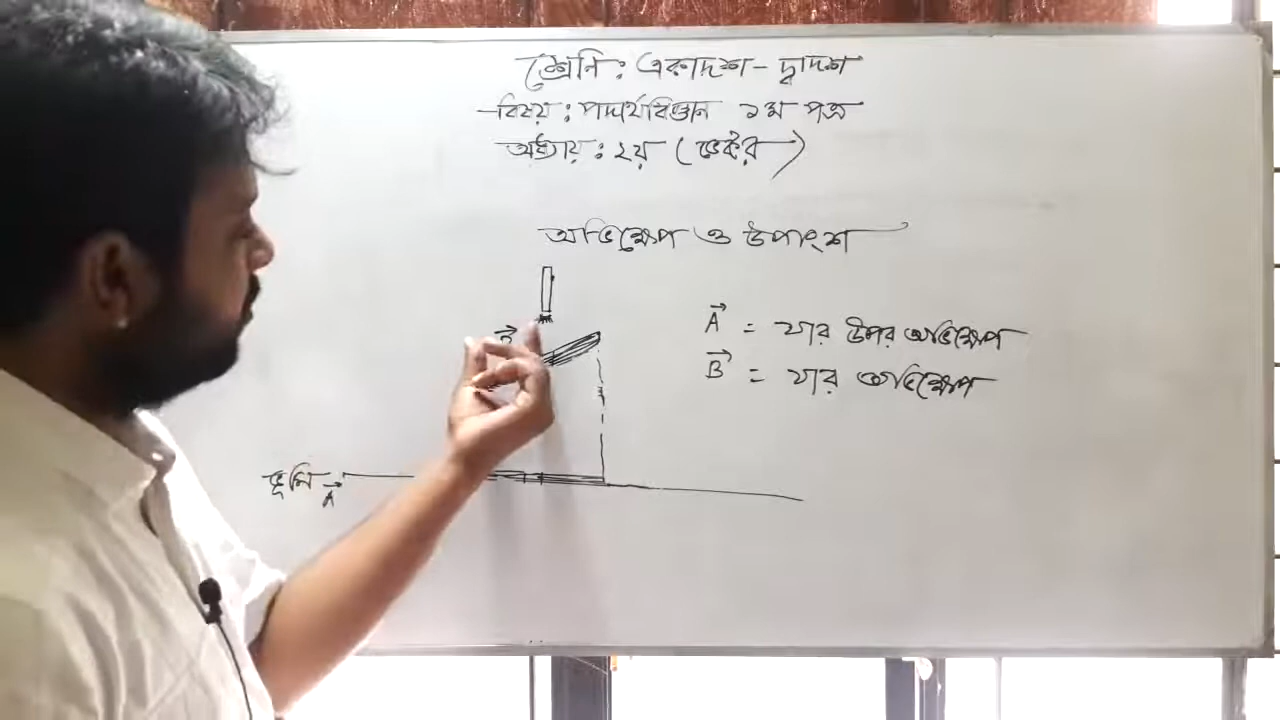 শ্রেণি : একাদশ - দ্বাদশ
বিষয় : পদার্থবিজ্ঞান ১ম পত্র
অধ্যায় : ২য় ( ভেক্টর )
অভিক্ষেপ ও উপাংশ
A⃗ = যার উপর অভিক্ষেপ
B⃗ = যার অভিক্ষেপ
ভূমি A⃗